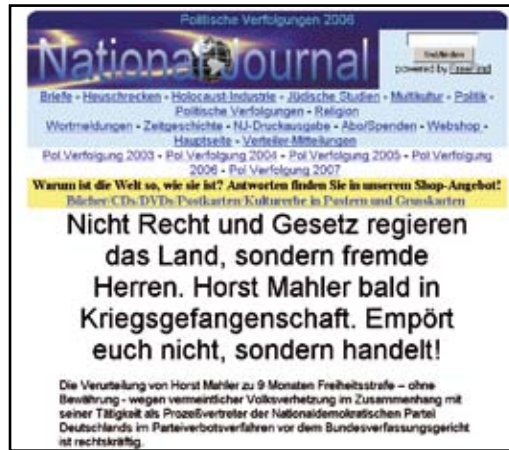 Politische Verfolgungen 2006
National Journal
find/finden
powered by FreeFind
Briefe - Heuschrecken - Holocaust-Industrie - Jüdische Studien - Multikultur - Politik -
Politische Verfolgungen - Religion
Wortmeldungen - Zeitgeschichte - NJ-Druckausgabe - Abo/Spenden - Webshop -
Hauptseite - Verteiler-Mitteilungen
Pol Verfolgung 2003 - Pol Verfolgung 2004 - Pol Verfolgung 2005 - Pol Verfolgung
2006 - Pol Verfolgung 2007
Warum ist die Welt so, wie sie ist? Antworten finden Sie in unserem Shop-Angebot!
Bücher/CDs/DVDs/Postkarten/Kulturerbe in Postern und Grusskarten
Nicht Recht und Gesetz regieren
das Land, sondern fremde
Herren. Horst Mahler bald in
Kriegsgefangenschaft. Empört
euch nicht, sondern handelt!
Die Verurteilung von Horst Mahler zu 9 Monaten Freiheitsstrafe – ohne
Bewährung - wegen vermeintlicher Volksverhetzung im Zusammenhang mit
seiner Tätigkeit als Prozeßvertreter der Nationaldemokratischen Partei
Deutschlands im Parteiverbotsverfahren vor dem Bundesverfassungsgericht
ist rechtskräftig.